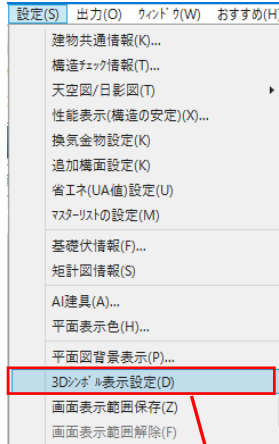 設定(S) 出力(O) ｳｨﾝﾄﾞｳ(W) おすすめ(H)
建物共通情報(K)...
構造ﾁｪｯｸ情報(T)...
天空図/日影図(T)
性能表示(構造の安定)(X)...
換気金物設定(K)
追加構面設定(K)
省エネ(UA値)設定(U)
ﾏｽﾀｰﾘｽﾄの設定(M)
基礎伏情報(F)...
矩計図情報(S)
AI建具(A)...
平面表示色(H)...
平面図背景表示(P)...
3Dｼﾝﾎﾞﾙ表示設定(D)
画面表示範囲保存(Z)
画面表示範囲解除(F)